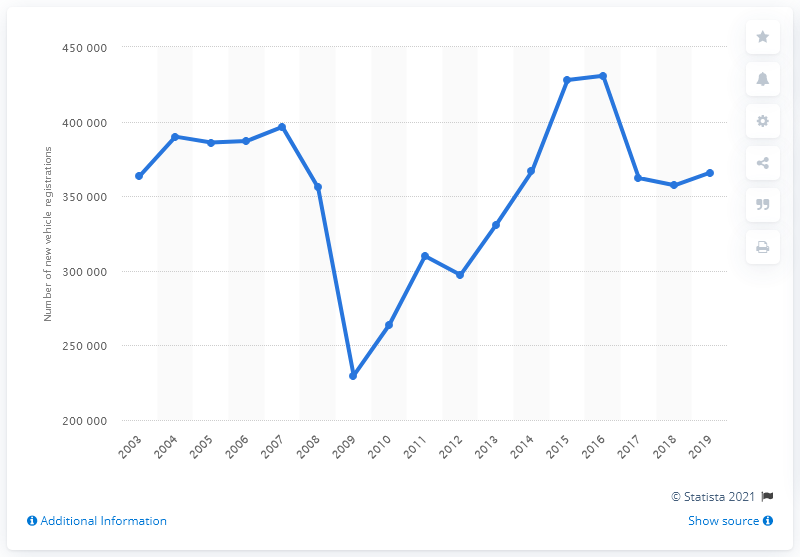 450 000
400 000
350 000
300 000
250 000
200 000
Number of new vehicle registrations
2003 2004 2005 2006 2007 2008 2009 2010 2011 2012 2013 2014 2015 2016 2017 2018 2019
© Statista 2021
Additional Information
Show source